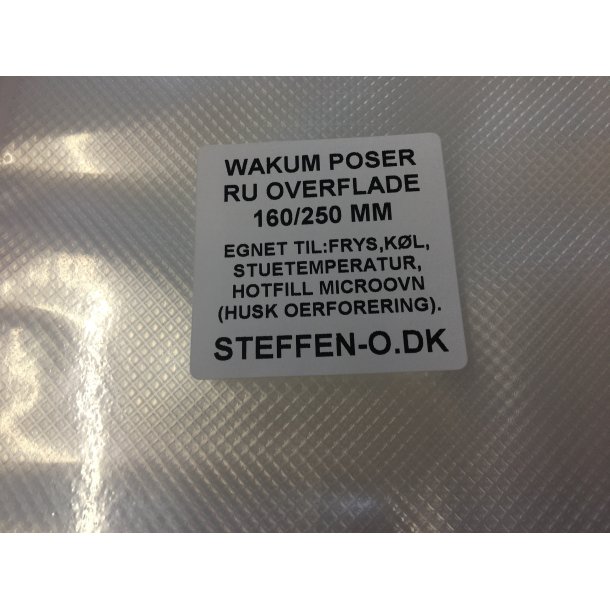 WAKUM POSER
RU OVERFLADE
160/250 MM
EGNET TIL:FRYS,KØL,
STUETEMPERATUR,
HOTFILL MICROOVN
(HUSK OERFORERING).
STEFFEN-O.DK